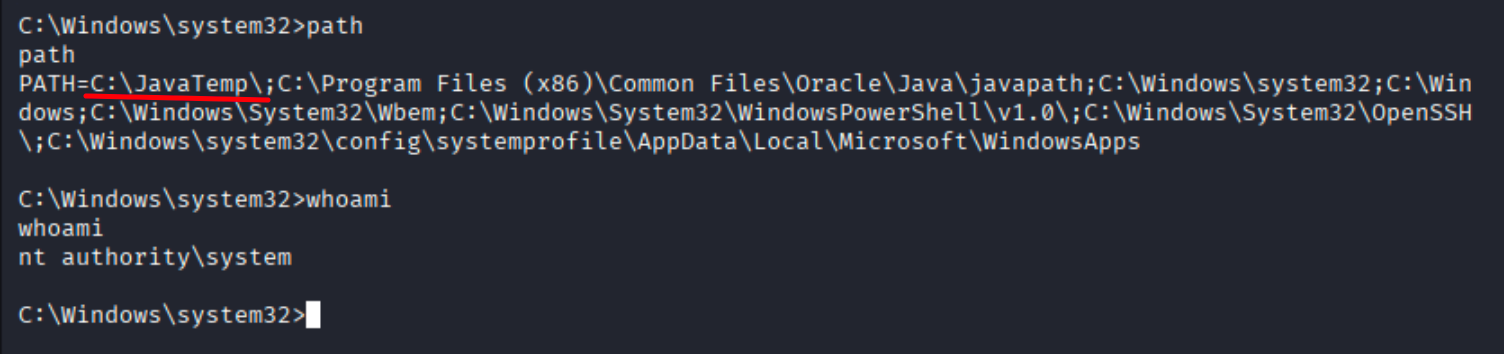 C:\Windows\system32>path
path
PATH=C:\JavaTemp\;C:\Program Files (x86)\Common Files\Oracle\Java\javapath;C:\Windows\system32;C:\Win
dows;C:\Windows\System32\Wbem;C:\Windows\System32\WindowsPowerShell\v1.0\;C:\Windows\System32\OpenSSH
\;C:\Windows\system32\config\systemprofile\AppData\Local\Microsoft\WindowsApps
C:\Windows\system32>whoami
whoami
nt authority\system
C:\Windows\system32>